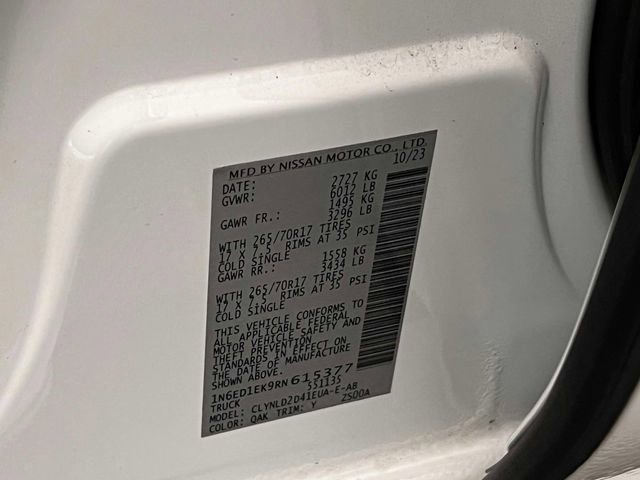 MFD BY NISSAN MOTOR CO., LTD.
DATE: 10/23
GVWR: 2727 KG
6012 LB
GAWR FR.: 1495 KG
3296 LB
WITH 265/70R17 TIRES
17 X 7.5 RIMS AT 35 PSI
COLD SINGLE
GAWR RR.: 1558 KG
3434 LB
WITH 265/70R17 TIRES
17 X 7.5 RIMS AT 35 PSI
COLD SINGLE
THIS VEHICLE CONFORMS TO
ALL APPLICABLE FEDERAL
MOTOR VEHICLE SAFETY AND
THEFT PREVENTION
STANDARDS IN EFFECT ON
THE DATE OF MANUFACTURE
SHOWN ABOVE.
1N6ED1EK9RN615377
TRUCK 551135
MODEL: CLYNLD2D41EUA-E-AB
COLOR: QAK TRIM: Y ZS00A